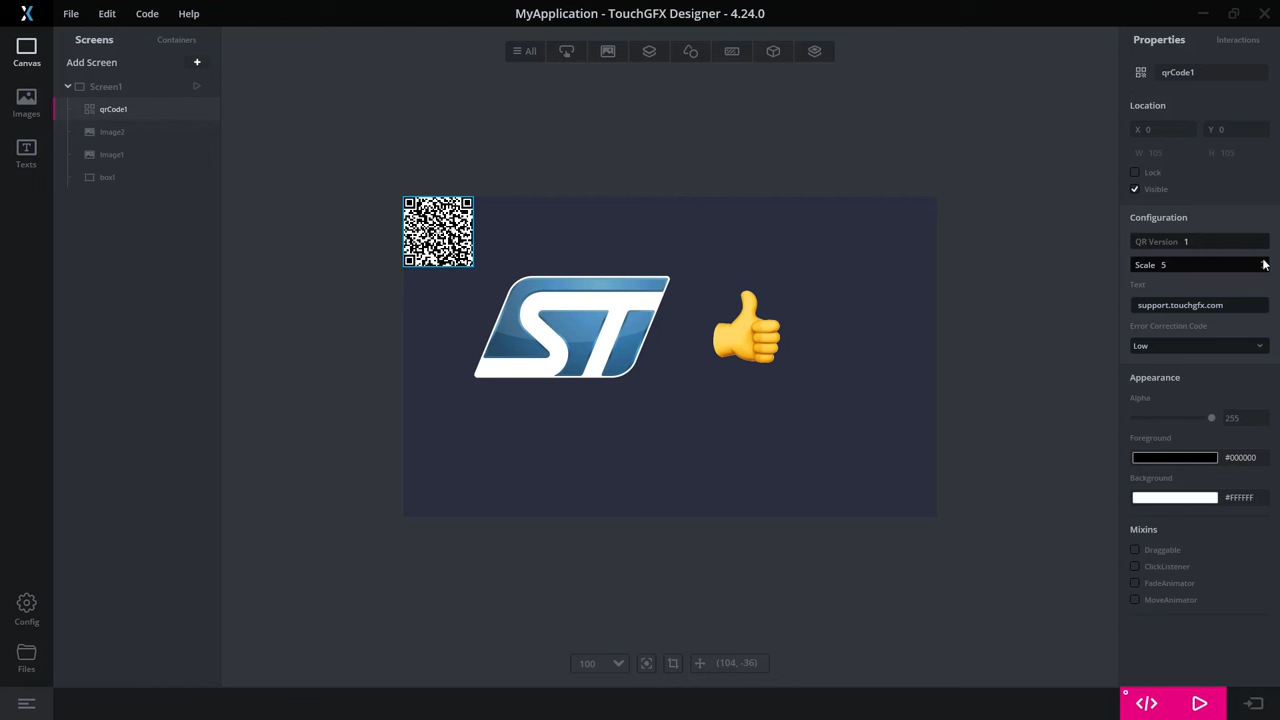 File Edit Code Help
MyApplication - TouchGFX Designer - 4.24.0
Canvas
Images
Texts
Config
Files
Screens Containers
Add Screen +
Screen1
qrCode1
Image2
Image1
box1
All
ST
100
(104, -36)
Properties Interactions
qrCode1
Location
X 0 Y 0
W 105 H 105
Lock
Visible
Configuration
QR Version 1
Scale 5
Text
support.touchgfx.com
Error Correction Code
Low
Appearance
Alpha
255
Foreground
#000000
Background
#FFFFFF
Mixins
Draggable
ClickListener
FadeAnimator
MoveAnimator